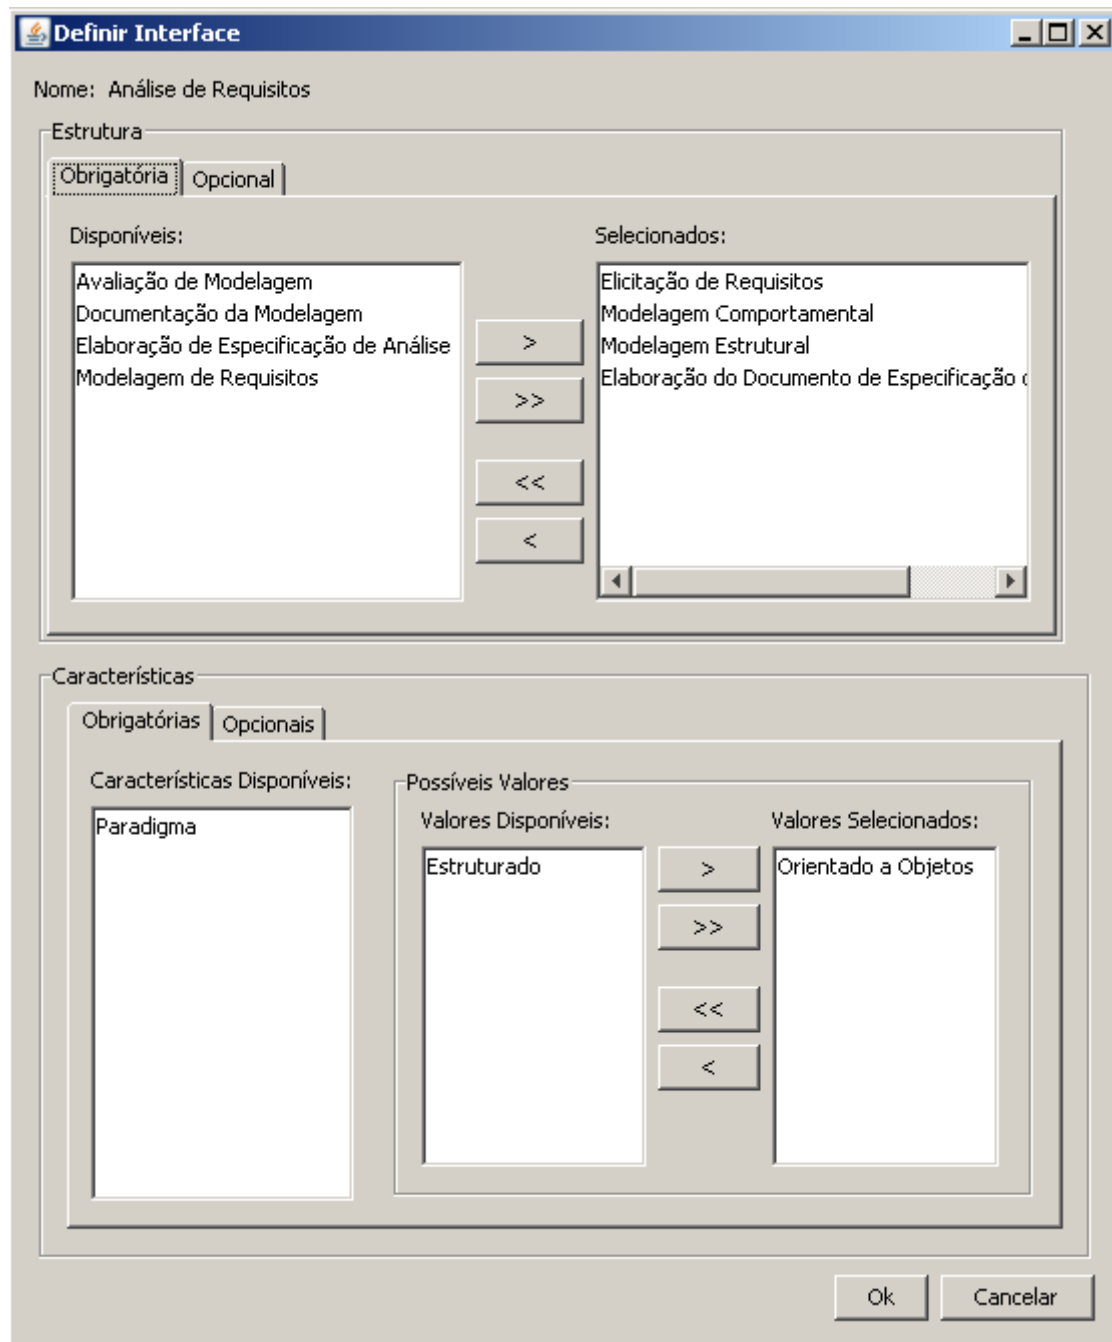 Definir Interface
Nome: Análise de Requisitos
Estrutura
Obrigatória
Opcional
Disponíveis:
Avaliação de Modelagem
Documentação da Modelagem
Elaboração de Especificação de Análise
Modelagem de Requisitos
>
>>
<<
<
Selecionados:
Elicitação de Requisitos
Modelagem Comportamental
Modelagem Estrutural
Elaboração do Documento de Especificação
Características
Obrigatórias
Opcionais
Características Disponíveis:
Paradigma
Possíveis Valores
Valores Disponíveis:
Estruturado
>
>>
<<
<
Valores Selecionados:
Orientado a Objetos
Ok
Cancelar